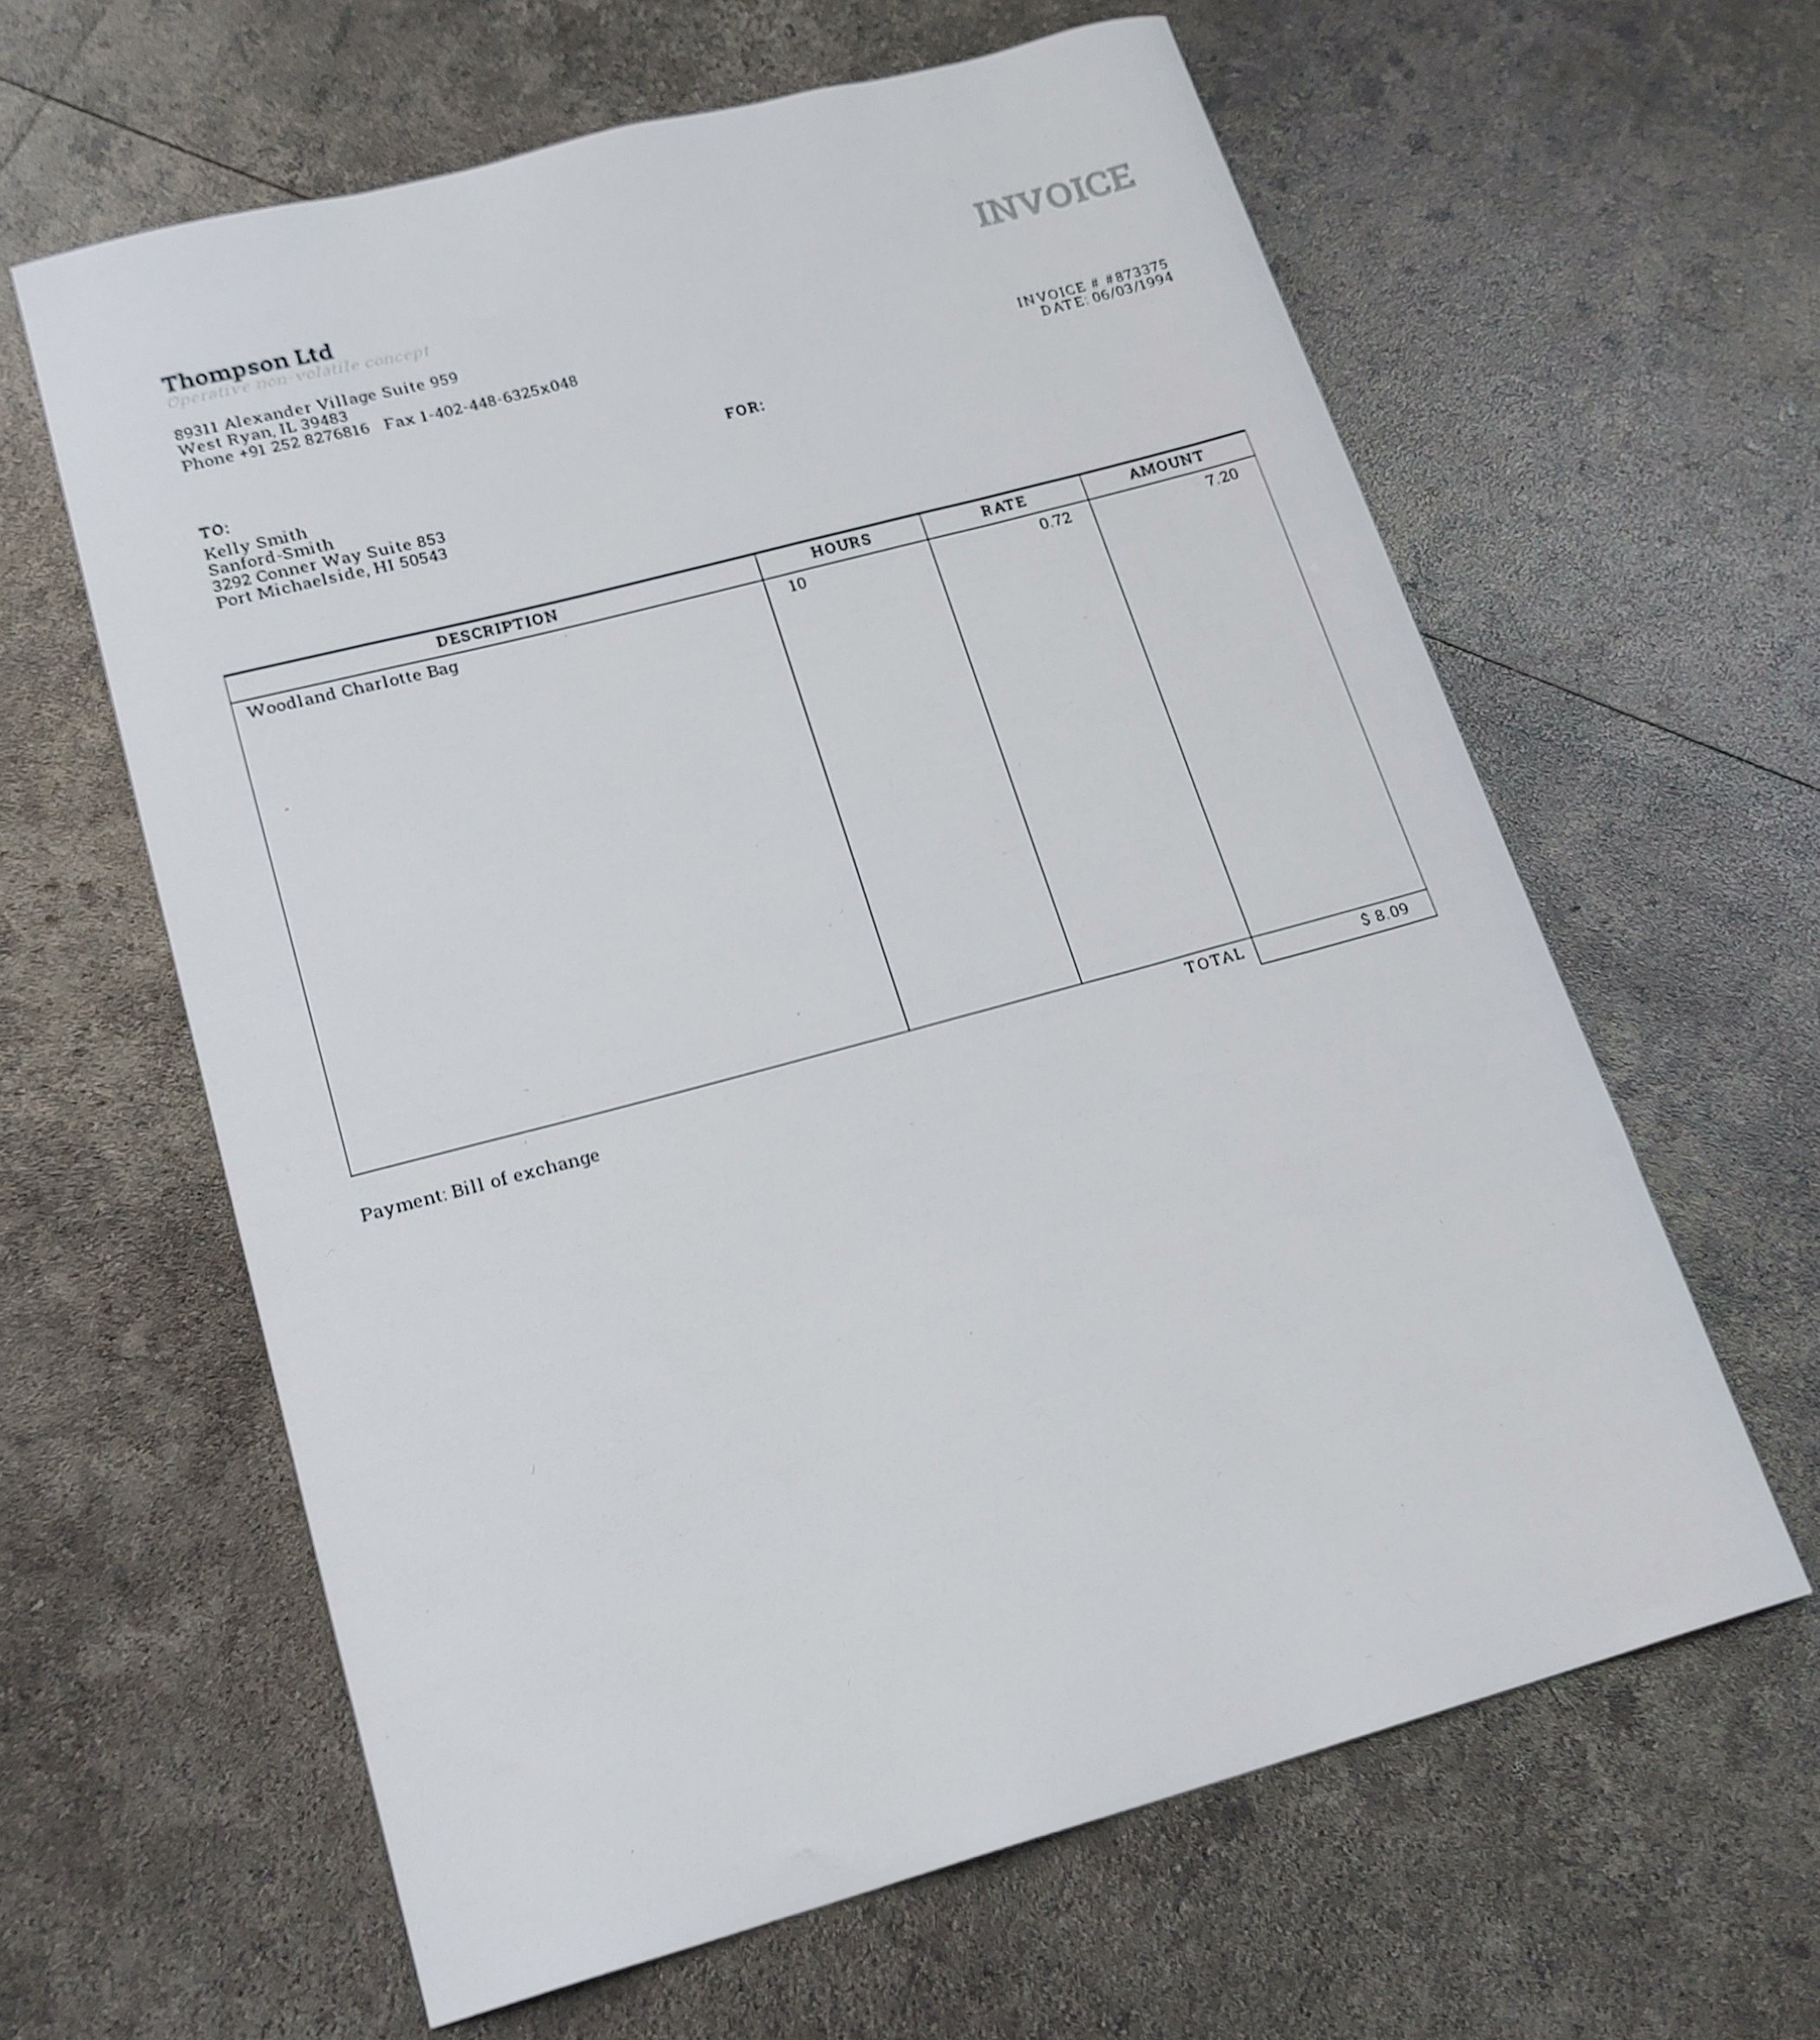 INVOICE
INVOICE # #873375
DATE: 06/03/1994
Thompson Ltd
Operative non-volatile concept
89311 Alexander Village Suite 959
West Ryan, IL 39483
Phone +91 252 8276816 Fax 1-402-448-6325x048
FOR:
TO:
Kelly Smith
Sanford-Smith
3292 Conner Way Suite 853
Port Michaelside, HI 50543
DESCRIPTION HOURS RATE AMOUNT
Woodland Charlotte Bag 10 0.72 7.20
TOTAL $ 8.09
Payment: Bill of exchange